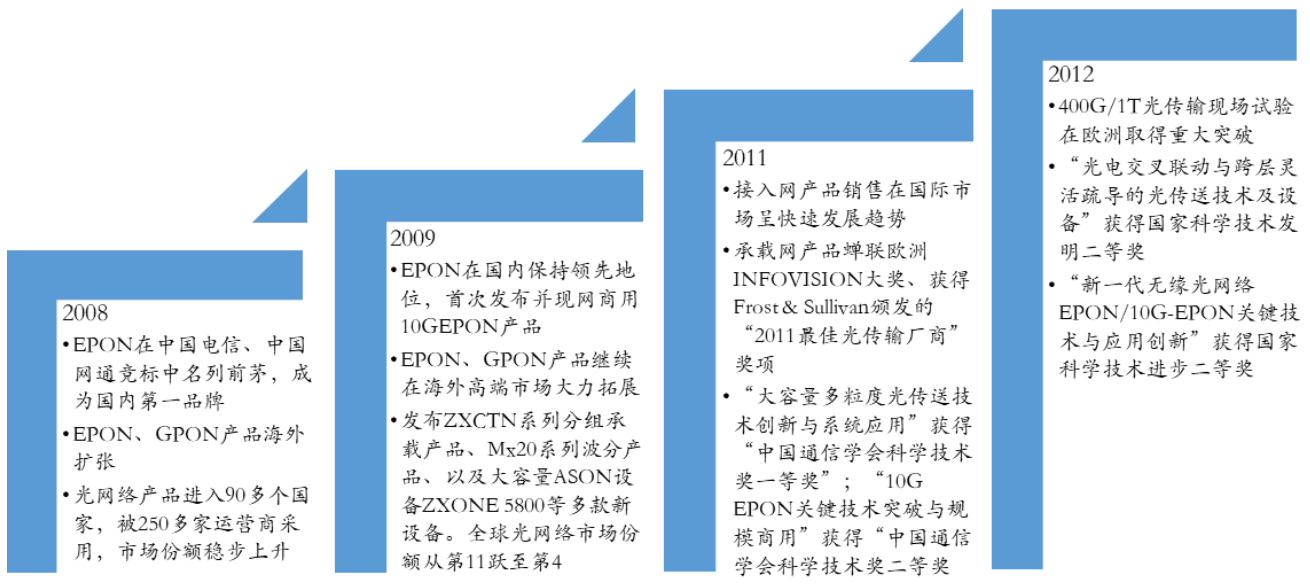 2008
•EPON在中国电信、中国
网通竞标中名列前茅，成
为国内第一品牌
•EPON、GPON产品海外
扩张
•光网络产品进入90多个国
家，被250多家运营商采
用，市场份额稳步上升
2009
•EPON在国内保持领先地
位，首次发布并现网商用
10GEPON产品
•EPON、GPON产品继续
在海外高端市场大力拓展
•发布ZXCTN系列分组承
载产品、Mx20系列波分产
品、以及大容量ASON设
备ZXONE 5800等多款新
设备。全球光网络市场份
额从第11跃至第4
2011
•接入网产品销售在国际市
场呈快速发展趋势
•承载网产品蝉联欧洲
INFOVISION大奖、获得
Frost & Sullivan颁发的
“2011最佳光传输厂商”
奖项
•“大容量多粒度光传送技
术创新与系统应用”获得
“中国通信学会科学技术
奖一等奖”；“10G
EPON关键技术突破与规
模商用”获得“中国通信
学会科学技术奖二等奖
2012
•400G/1T光传输现场试验
在欧洲取得重大突破
•“光电交叉联动与跨层灵
活疏导的光传送技术及设
备”获得国家科学技术发
明二等奖
•“新一代无缘光网络
EPON/10G-EPON关键技
术与应用创新”获得国家
科学技术进步二等奖